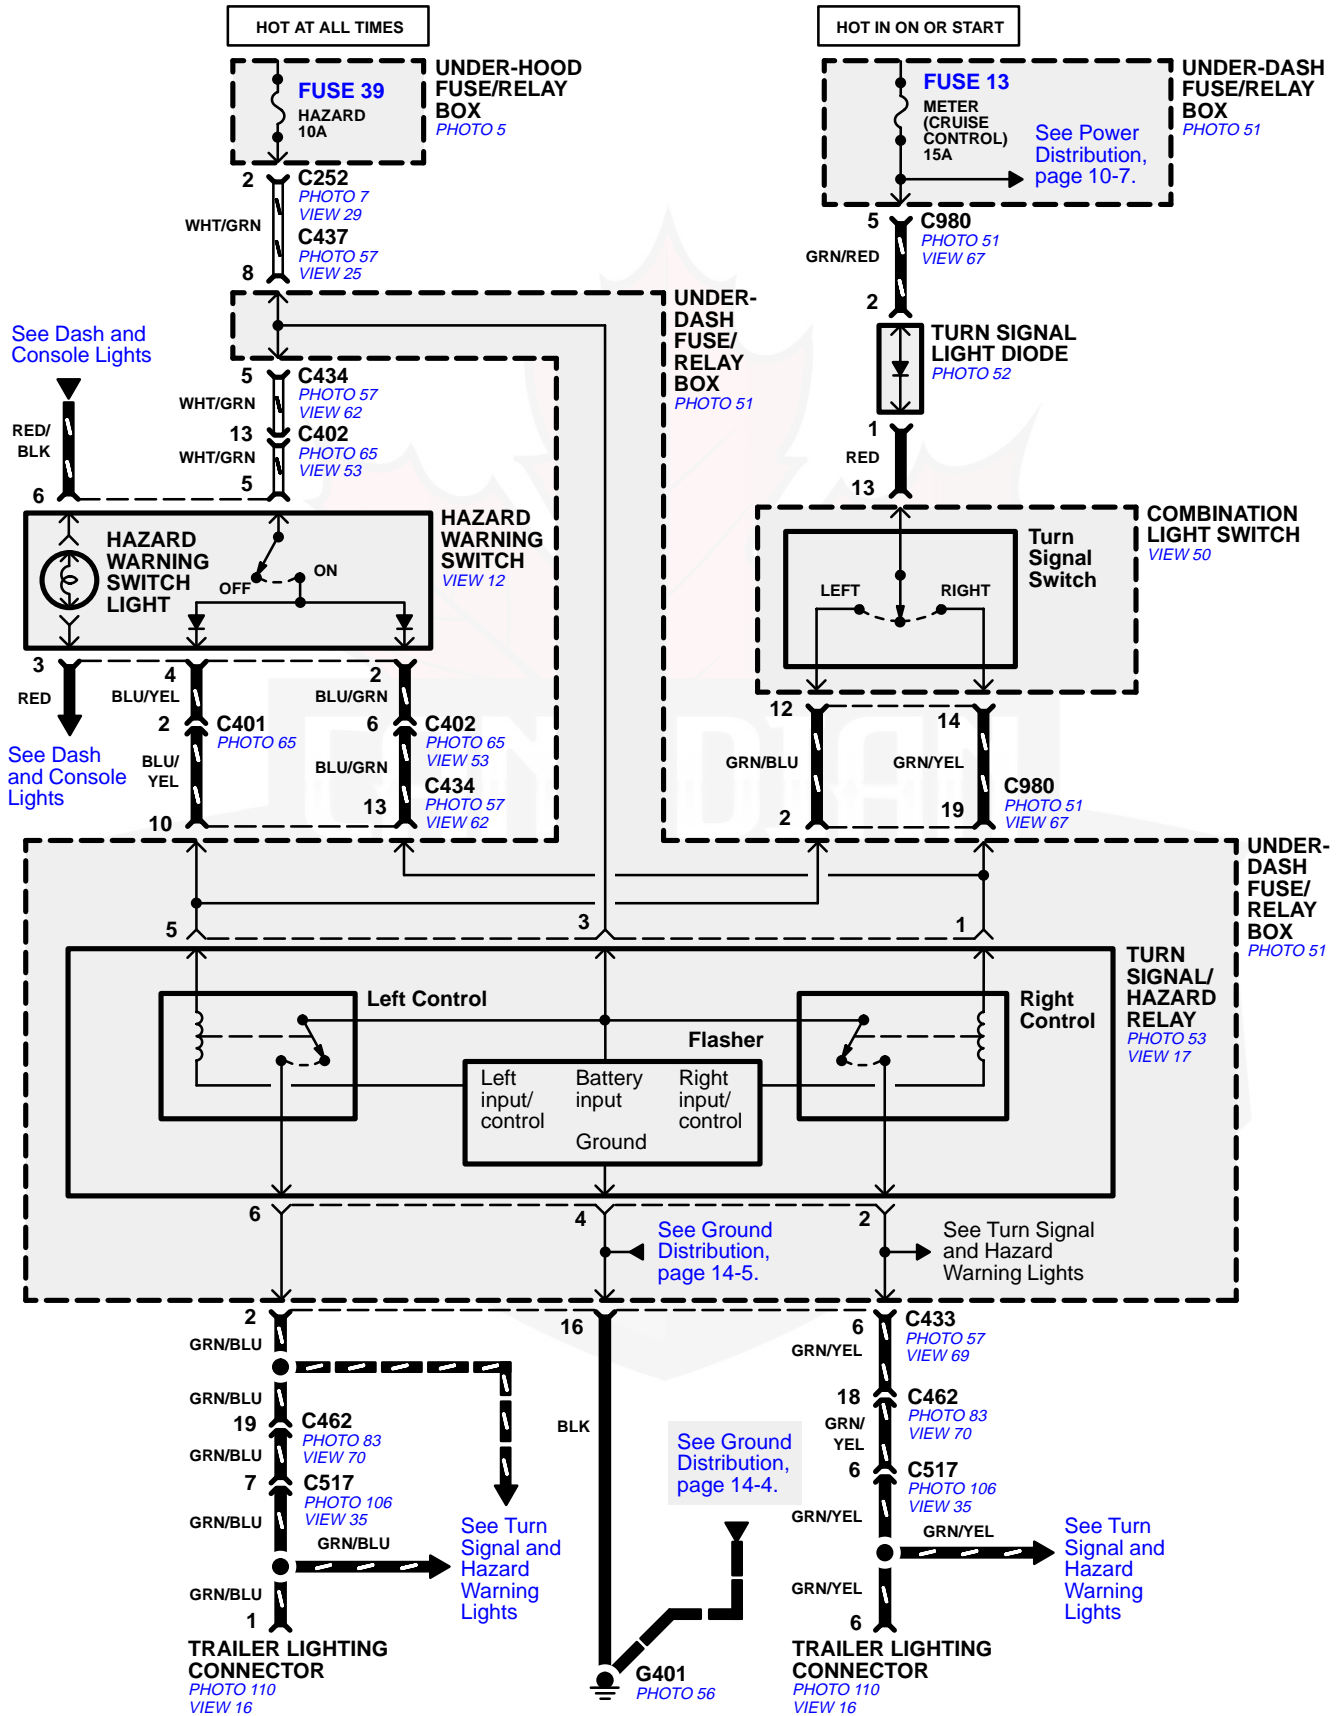 HOT AT ALL TIMES
HOT IN ON OR START
FUSE 39
HAZARD
10A
UNDER-HOOD
FUSE/RELAY
BOX
PHOTO 5
FUSE 13
METER
(CRUISE
CONTROL)
15A
See Power
Distribution,
page 10-7.
UNDER-DASH
FUSE/RELAY
BOX
PHOTO 51
2
C252
PHOTO 7
VIEW 29
WHT/GRN
C437
PHOTO 57
VIEW 25
8
5
C980
PHOTO 51
VIEW 67
GRN/RED
2
UNDER-
DASH
FUSE/
RELAY
BOX
PHOTO 51
TURN SIGNAL
LIGHT DIODE
PHOTO 52
See Dash and
Console Lights
5
C434
PHOTO 57
VIEW 62
WHT/GRN
13
C402
PHOTO 65
VIEW 53
WHT/GRN
5
RED/
BLK
6
1
RED
13
HAZARD
WARNING
SWITCH
LIGHT
OFF
ON
HAZARD
WARNING
SWITCH
VIEW 12
Turn
Signal
Switch
LEFT
RIGHT
COMBINATION
LIGHT SWITCH
VIEW 50
3
RED
4
BLU/YEL
2
C401
PHOTO 65
BLU/
YEL
10
2
BLU/GRN
6
C402
PHOTO 65
VIEW 53
BLU/GRN
C434
PHOTO 57
VIEW 62
13
See Dash
and Console
Lights
12
GRN/BLU
2
14
GRN/YEL
19
C980
PHOTO 51
VIEW 67
UNDER-
DASH
FUSE/
RELAY
BOX
PHOTO 51
5
3
1
TURN
SIGNAL/
HAZARD
RELAY
PHOTO 53
VIEW 17
Left Control
Right
Control
Flasher
Left
input/
control
Battery
input
Right
input/
control
Ground
6
4
2
See Ground
Distribution,
page 14-5.
See Turn Signal
and Hazard
Warning Lights
2
GRN/BLU
16
6
C433
PHOTO 57
VIEW 69
GRN/YEL
GRN/BLU
19
C462
PHOTO 83
VIEW 70
GRN/BLU
7
C517
PHOTO 106
VIEW 35
GRN/BLU
GRN/BLU
GRN/BLU
1
See Turn
Signal and
Hazard
Warning
Lights
BLK
See Ground
Distribution,
page 14-4.
18
C462
PHOTO 83
VIEW 70
GRN/
YEL
6
C517
PHOTO 106
VIEW 35
GRN/YEL
GRN/YEL
GRN/YEL
6
See Turn
Signal and
Hazard
Warning
Lights
TRAILER LIGHTING
CONNECTOR
PHOTO 110
VIEW 16
G401
PHOTO 56
TRAILER LIGHTING
CONNECTOR
PHOTO 110
VIEW 16